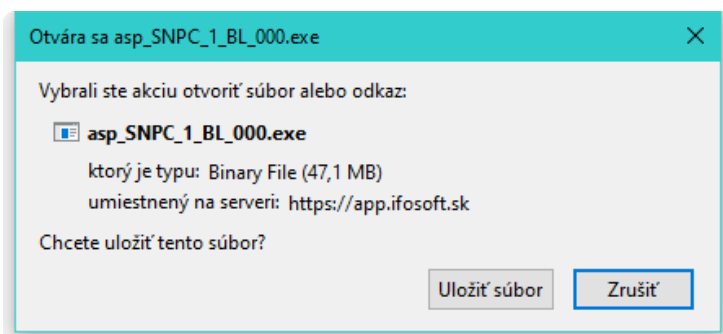 Otvára sa asp_SNPC_1_BL_000.exe
Vybrali ste akciu otvoriť súbor alebo odkaz:
asp_SNPC_1_BL_000.exe
ktorý je typu: Binary File (47,1 MB)
umiestnený na serveri: https://app.ifosoft.sk
Chcete uložiť tento súbor?
Uložiť súbor Zrušiť